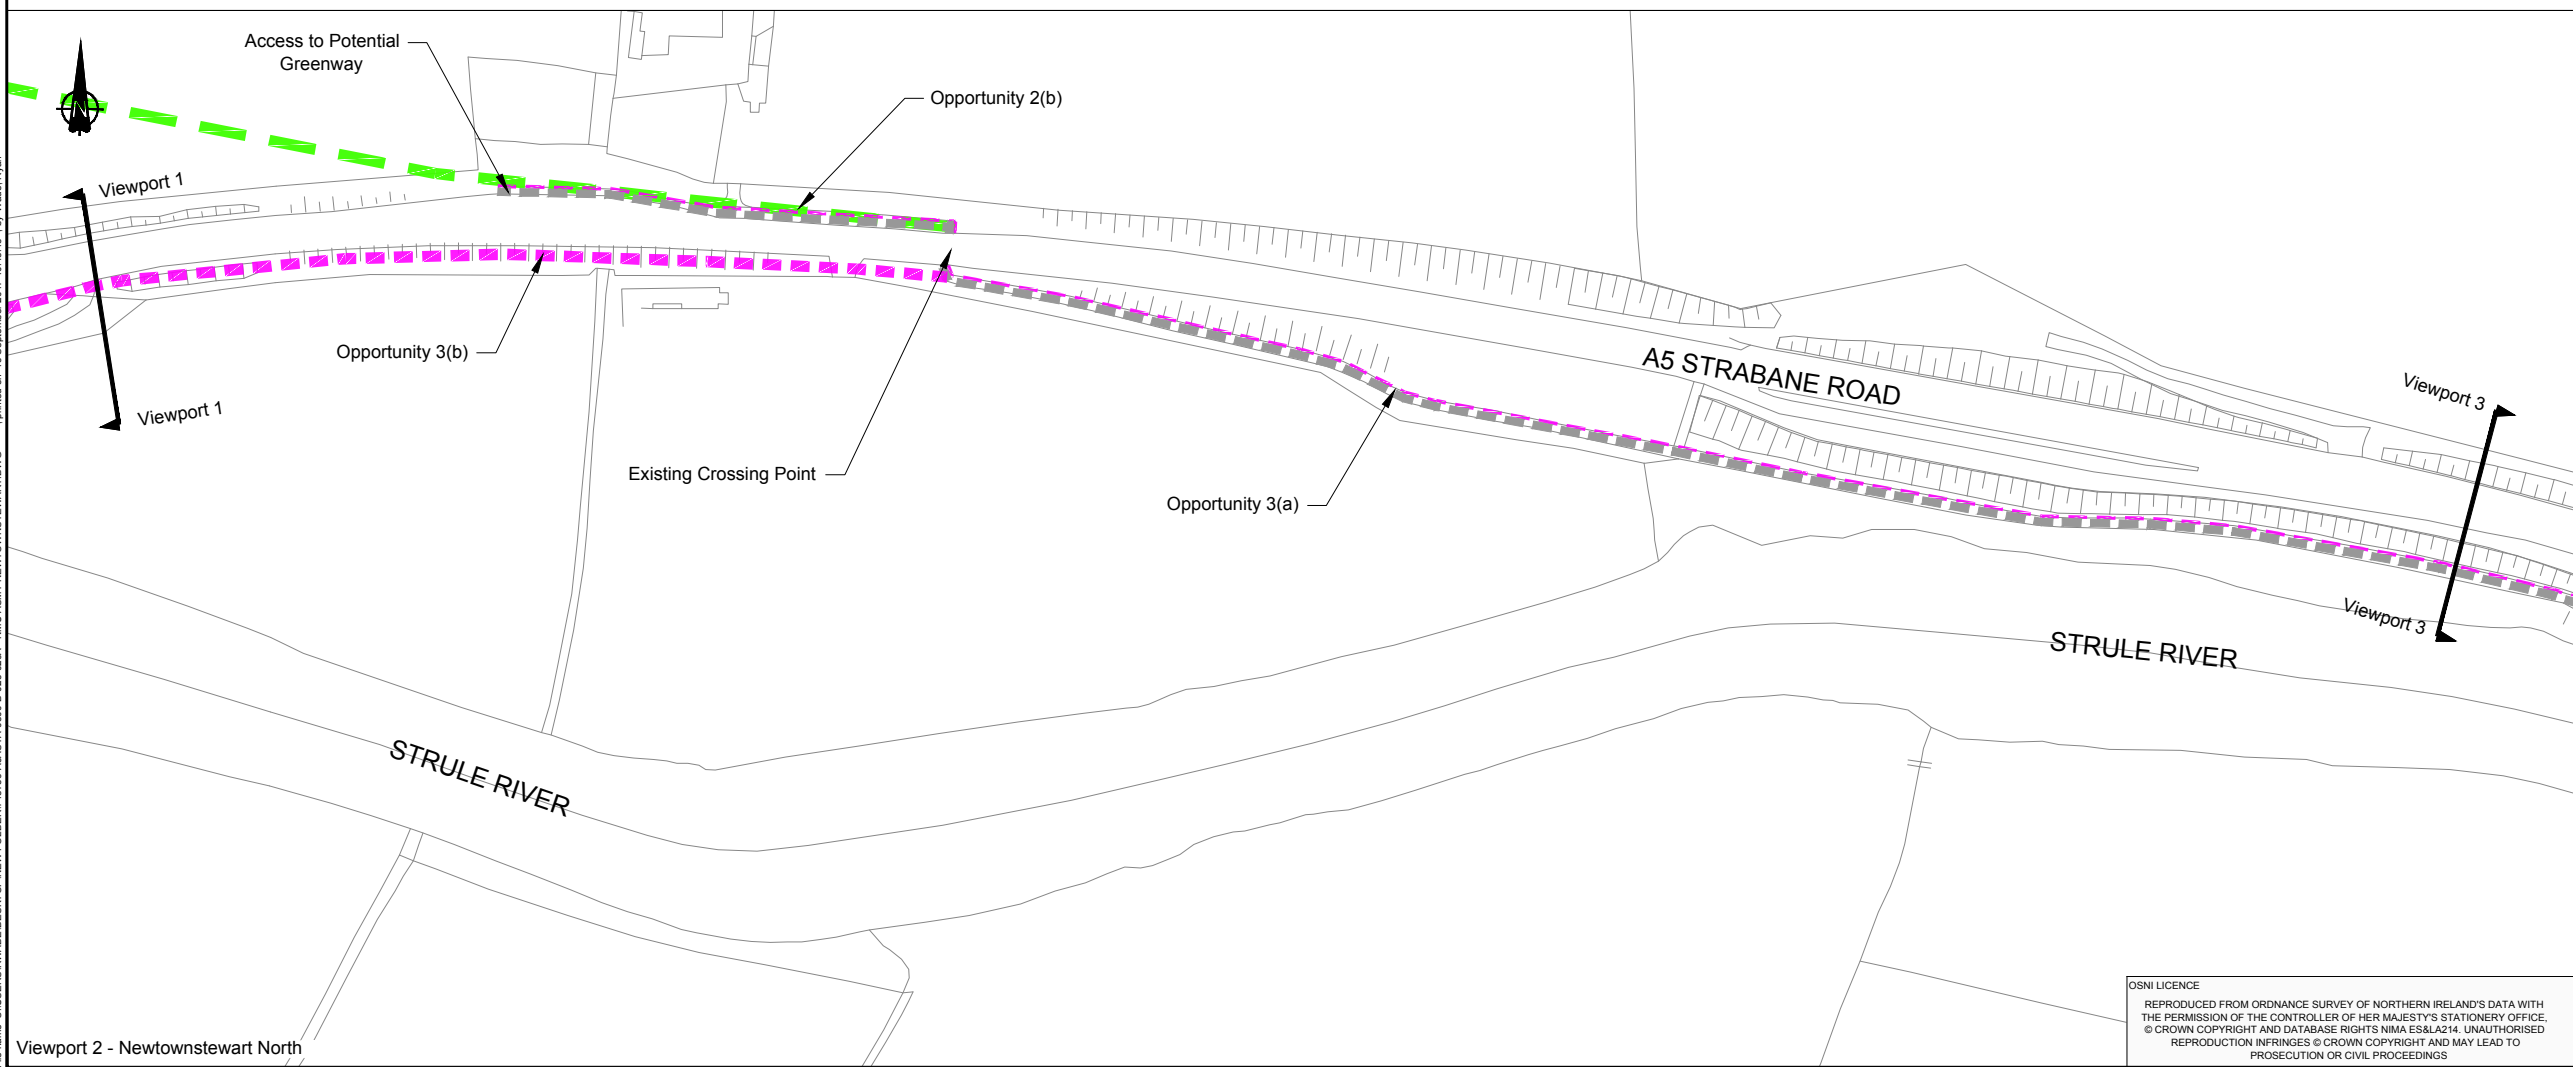 Access to Potential
Greenway
Opportunity 2(b)
N
Viewport 1
Viewport 1
Opportunity 3(b)
Existing Crossing Point
Opportunity 3(a)
A5 STRABANE ROAD
Viewport 3
Viewport 3
STRULE RIVER
STRULE RIVER
Viewport 2 - Newtownstewart North
OSNI LICENCE
REPRODUCED FROM ORDNANCE SURVEY OF NORTHERN IRELAND'S DATA WITH
THE PERMISSION OF THE CONTROLLER OF HER MAJESTY'S STATIONERY OFFICE,
© CROWN COPYRIGHT AND DATABASE RIGHTS NIMA ES&LA214. UNAUTHORISED
REPRODUCTION INFRINGES © CROWN COPYRIGHT AND MAY LEAD TO
PROSECUTION OR CIVIL PROCEEDINGS